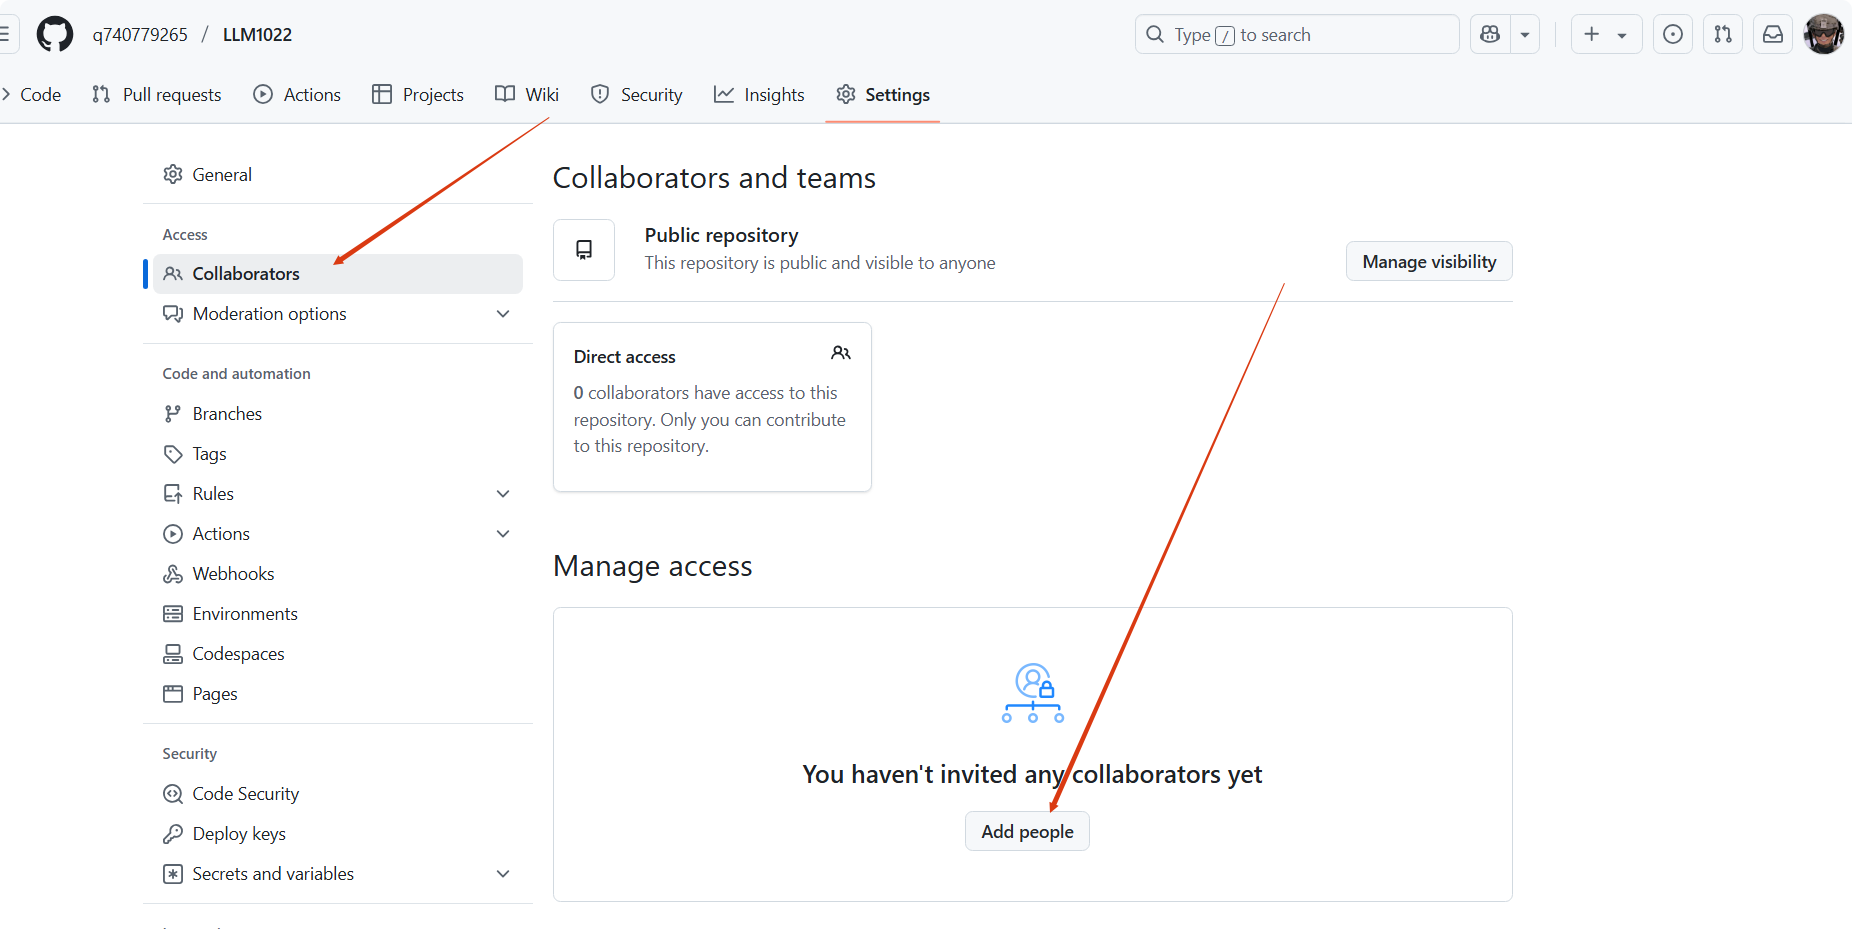 q740779265 / LLM1022
Type / to search
Code
Pull requests
Actions
Projects
Wiki
Security
Insights
Settings
General
Access
Collaborators
Moderation options
Code and automation
Branches
Tags
Rules
Actions
Webhooks
Environments
Codespaces
Pages
Security
Code Security
Deploy keys
Secrets and variables
Collaborators and teams
Public repository
This repository is public and visible to anyone
Manage visibility
Direct access
0 collaborators have access to this
repository. Only you can contribute
to this repository.
Manage access
You haven't invited any collaborators yet
Add people